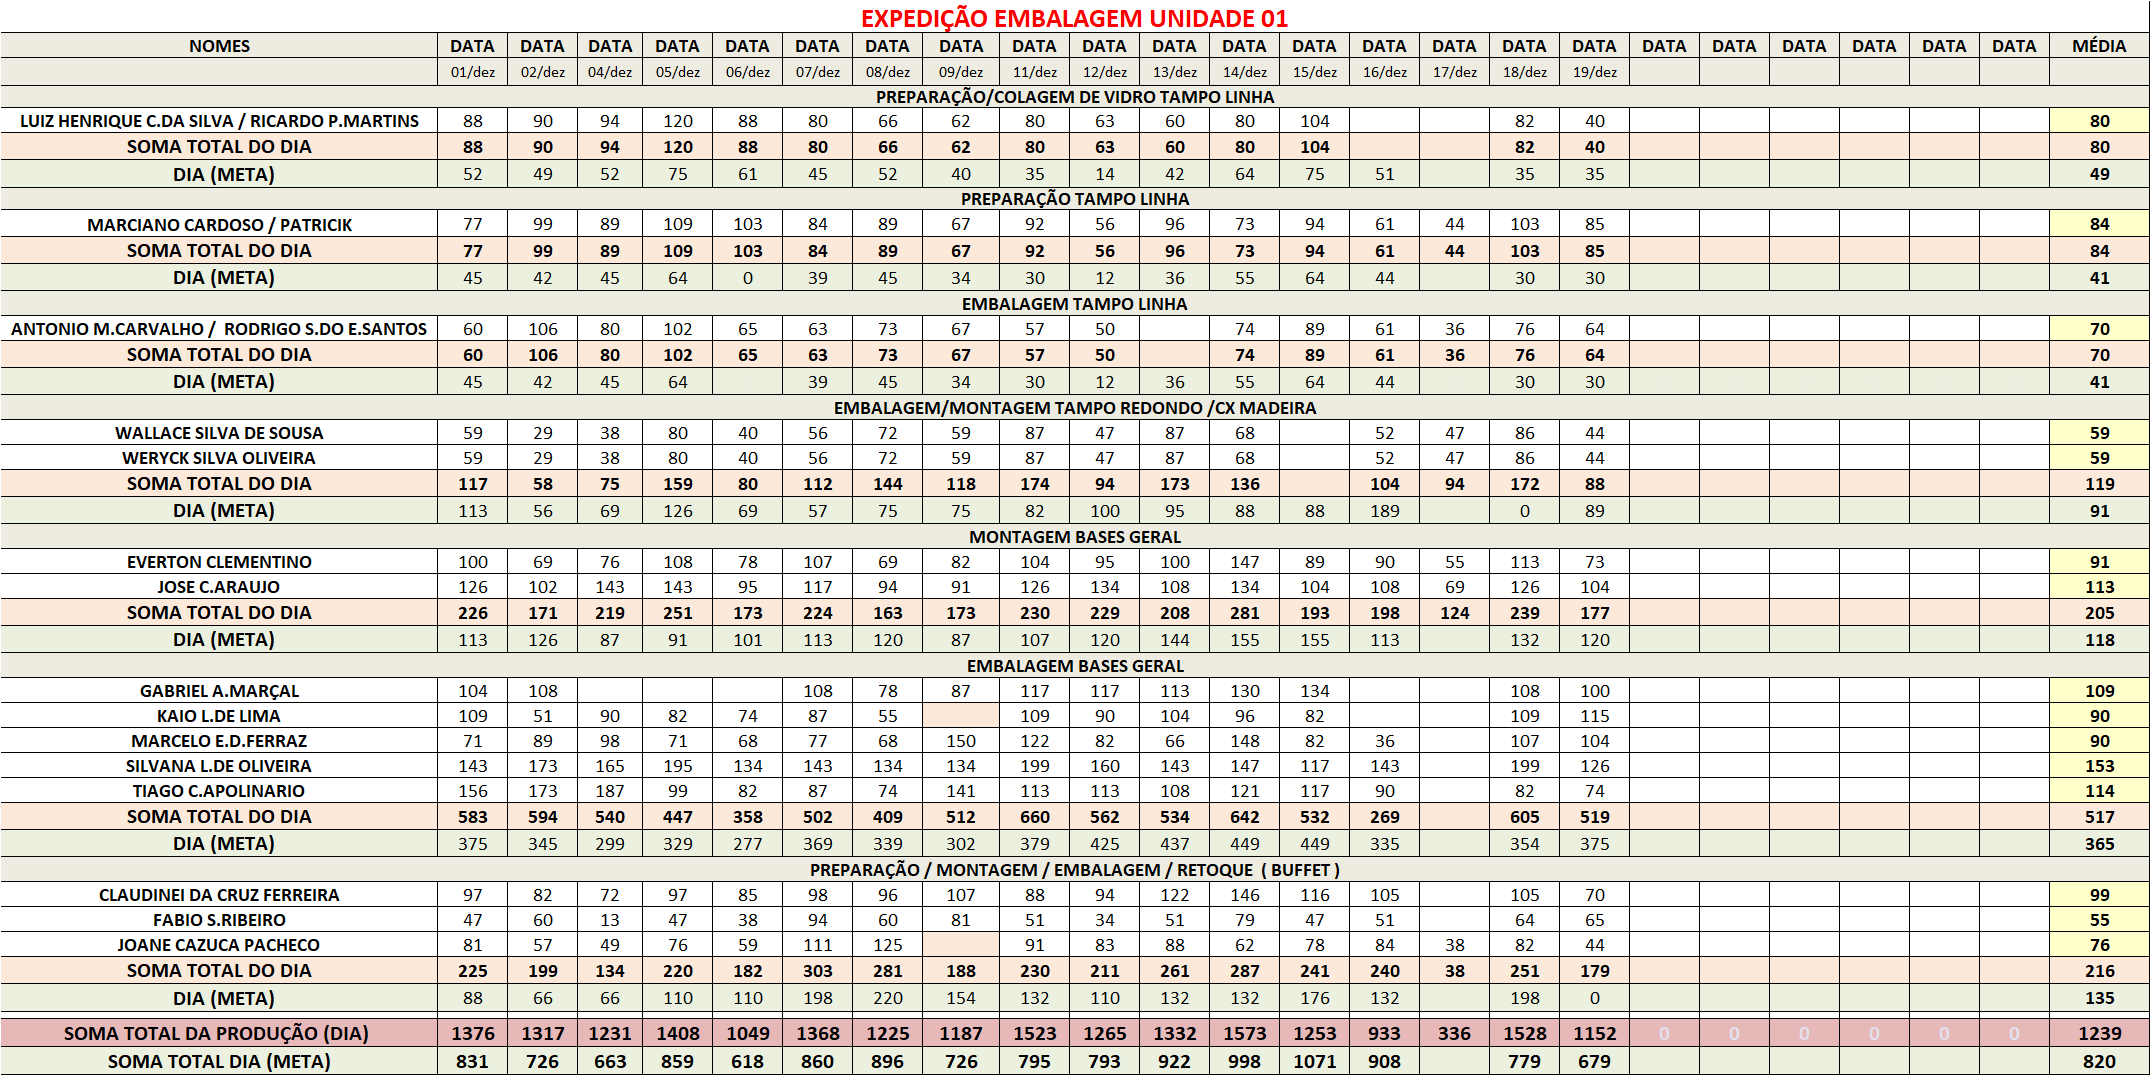 EXPEDIÇÃO EMBALAGEM UNIDADE 01
NOMES DATA DATA DATA DATA DATA DATA DATA DATA DATA DATA DATA DATA DATA DATA DATA DATA DATA DATA DATA DATA DATA DATA DATA MÉDIA
01/dez 02/dez 04/dez 05/dez 06/dez 07/dez 08/dez 09/dez 11/dez 12/dez 13/dez 14/dez 15/dez 16/dez 17/dez 18/dez 19/dez
PREPARAÇÃO/COLAGEM DE VIDRO TAMPO LINHA
LUIZ HENRIQUE C.DA SILVA / RICARDO P.MARTINS 88 90 94 120 88 80 66 62 80 63 60 80 104 82 40 80
SOMA TOTAL DO DIA 88 90 94 120 88 80 66 62 80 63 60 80 104 82 40 80
DIA (META) 52 49 52 75 61 45 52 40 35 14 42 64 75 51 35 35 49
PREPARAÇÃO TAMPO LINHA
MARCIANO CARDOSO / PATRICIK 77 99 89 109 103 84 89 67 92 56 96 73 94 61 44 103 85 84
SOMA TOTAL DO DIA 77 99 89 109 103 84 89 67 92 56 96 73 94 61 44 103 85 84
DIA (META) 45 42 45 64 0 39 45 34 30 12 36 55 64 44 30 30 41
EMBALAGEM TAMPO LINHA
ANTONIO M.CARVALHO / RODRIGO S.DO E.SANTOS 60 106 80 102 65 63 73 67 57 50 74 89 61 36 76 64 70
SOMA TOTAL DO DIA 60 106 80 102 65 63 73 67 57 50 74 89 61 36 76 64 70
DIA (META) 45 42 45 64 39 45 34 30 12 36 55 64 44 30 30 41
EMBALAGEM/MONTAGEM TAMPO REDONDO /CX MADEIRA
WALLACE SILVA DE SOUSA 59 29 38 80 40 56 72 59 87 47 87 68 52 47 86 44 59
WERYCK SILVA OLIVEIRA 59 29 38 80 40 56 72 59 87 47 87 68 52 47 86 44 59
SOMA TOTAL DO DIA 117 58 75 159 80 112 144 118 174 94 173 136 104 94 172 88 119
DIA (META) 113 56 69 126 69 57 75 75 82 100 95 88 88 189 0 89 91
MONTAGEM BASES GERAL
EVERTON CLEMENTINO 100 69 76 108 78 107 69 82 104 95 100 147 89 90 55 113 73 91
JOSE C.ARAUJO 126 102 143 143 95 117 94 91 126 134 108 134 104 108 69 126 104 113
SOMA TOTAL DO DIA 226 171 219 251 173 224 163 173 230 229 208 281 193 198 124 239 177 205
DIA (META) 113 126 87 91 101 113 120 87 107 120 144 155 155 113 132 120 118
EMBALAGEM BASES GERAL
GABRIEL A.MARÇAL 104 108 108 78 87 117 117 113 130 134 108 100 109
KAIO L.DE LIMA 109 51 90 82 74 87 55 109 90 104 96 82 109 115 90
MARCELO E.D.FERRAZ 71 89 98 71 68 77 68 150 122 82 66 148 82 36 107 104 90
SILVANA L.DE OLIVEIRA 143 173 165 195 134 143 134 134 199 160 143 147 117 143 199 126 153
TIAGO C.APOLINARIO 156 173 187 99 82 87 74 141 113 113 108 121 117 90 82 74 114
SOMA TOTAL DO DIA 583 594 540 447 358 502 409 512 660 562 534 642 532 269 605 519 517
DIA (META) 375 345 299 329 277 369 339 302 379 425 437 449 449 335 354 375 365
PREPARAÇÃO / MONTAGEM / EMBALAGEM / RETOQUE ( BUFFET )
CLAUDINEI DA CRUZ FERREIRA 97 82 72 97 85 98 96 107 88 94 122 146 116 105 105 70 99
FABIO S.RIBEIRO 47 60 13 47 38 94 60 81 51 34 51 79 47 51 64 65 55
JOANE CAZUCA PACHECO 81 57 49 76 59 111 125 91 83 88 62 78 84 38 82 44 76
SOMA TOTAL DO DIA 225 199 134 220 182 303 281 188 230 211 261 287 241 240 38 251 179 216
DIA (META) 88 66 66 110 110 198 220 154 132 110 132 132 176 132 198 0 135
SOMA TOTAL DA PRODUÇÃO (DIA) 1376 1317 1231 1408 1049 1368 1225 1187 1523 1265 1332 1573 1253 933 336 1528 1152 0 0 0 0 0 0 1239
SOMA TOTAL DIA (META) 831 726 663 859 618 860 896 726 795 793 922 998 1071 908 779 679 820